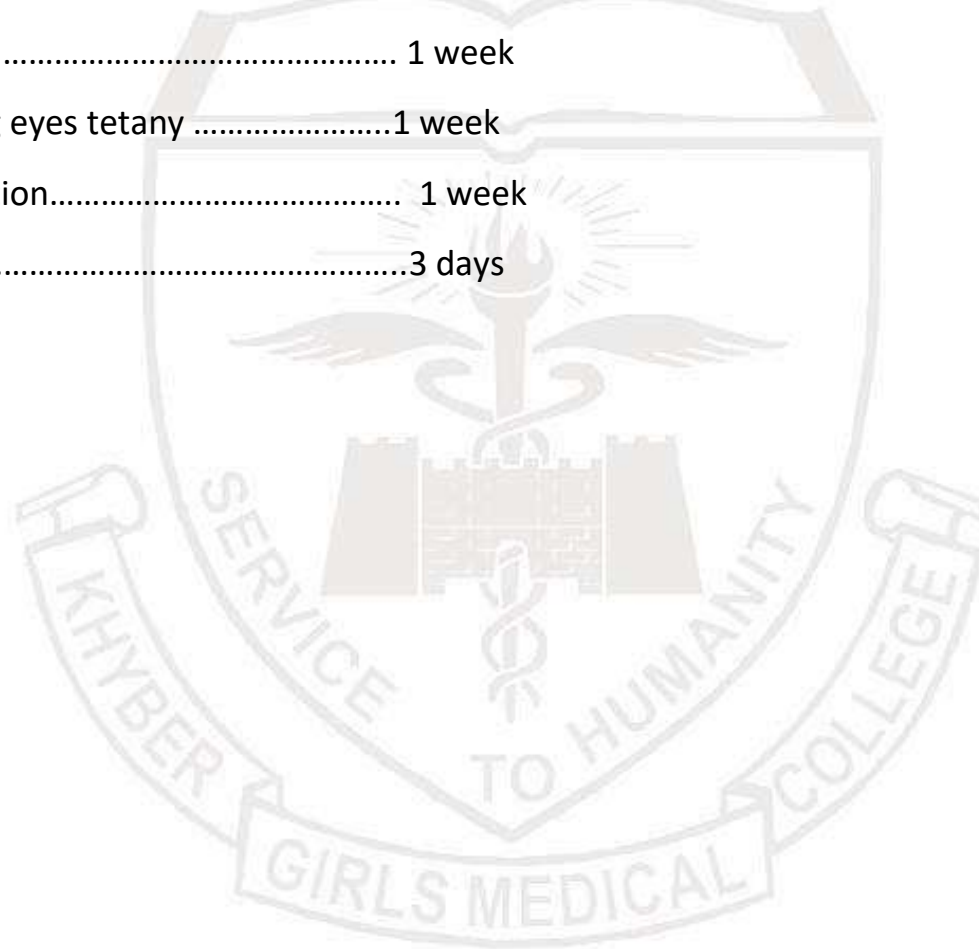 …………………………………………. 1 week
eyes tetany …………………..1 week
ion………………………………….. 1 week
…………………………………………..3 days
SERVICE TO HUMANITY
KHYBER GIRLS MEDICAL COLLEGE